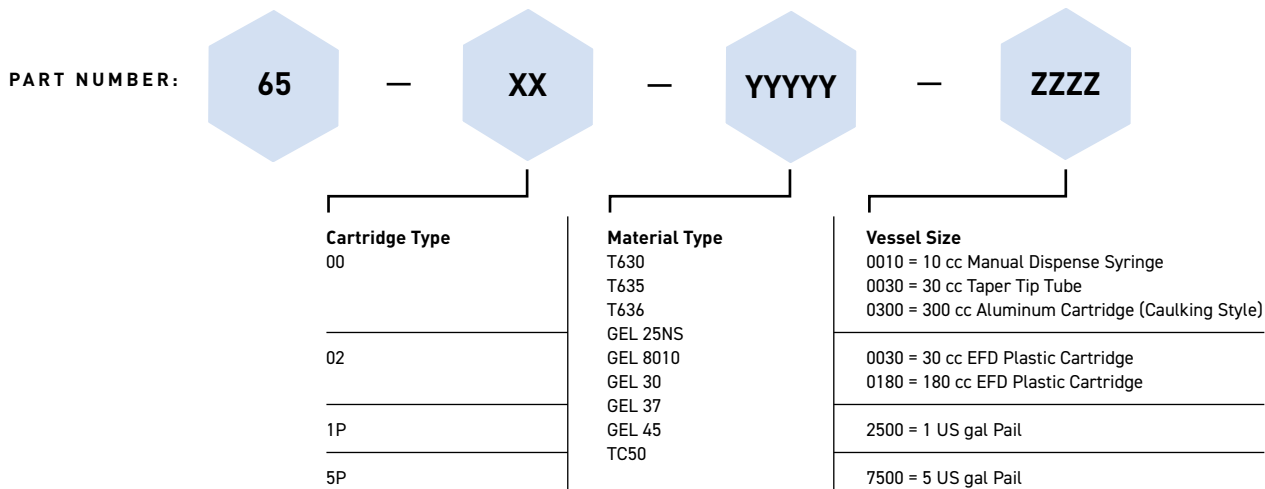 PART NUMBER: 65 — XX — YYYYY — ZZZZ
Cartridge Type
00
02
1P
5P
Material Type
T630
T635
T636
GEL 25NS
GEL 8010
GEL 30
GEL 37
GEL 45
TC50
Vessel Size
0010 = 10 cc Manual Dispense Syringe
0030 = 30 cc Taper Tip Tube
0300 = 300 cc Aluminum Cartridge (Caulking Style)
0030 = 30 cc EFD Plastic Cartridge
0180 = 180 cc EFD Plastic Cartridge
2500 = 1 US gal Pail
7500 = 5 US gal Pail